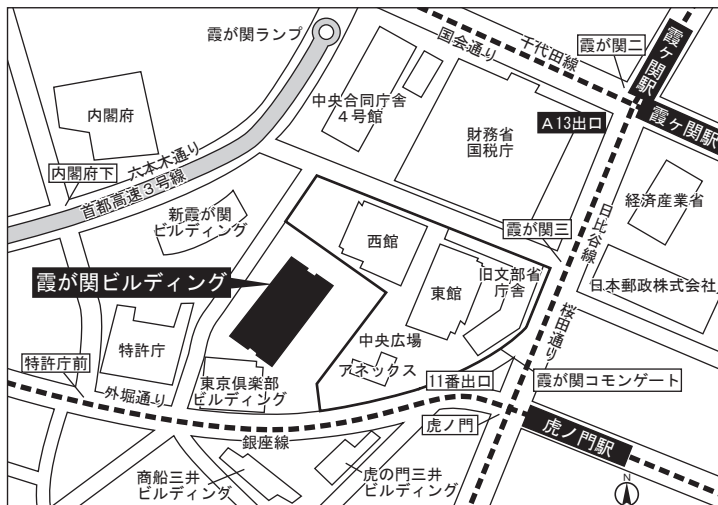 霞が関ランプ
国会通り
千代田線
霞が関二
霞ケ関駅
霞ケ関駅
内閣府
中央合同庁舎
4号館
財務省
国税庁
A13出口
六本木通り
首都高速3号線
内閣府下
新霞が関
ビルディング
西館
霞が関三
日比谷線
経済産業省
霞が関ビルディング
東館
旧文部省
庁舎
日本郵政株式会社
桜田通り
特許庁
中央広場
アネックス
特許庁前
外堀通り
東京倶楽部
ビルディング
11番出口
霞が関コモンゲート
虎ノ門
虎ノ門駅
銀座線
商船三井
ビルディング
虎の門三井
ビルディング
N